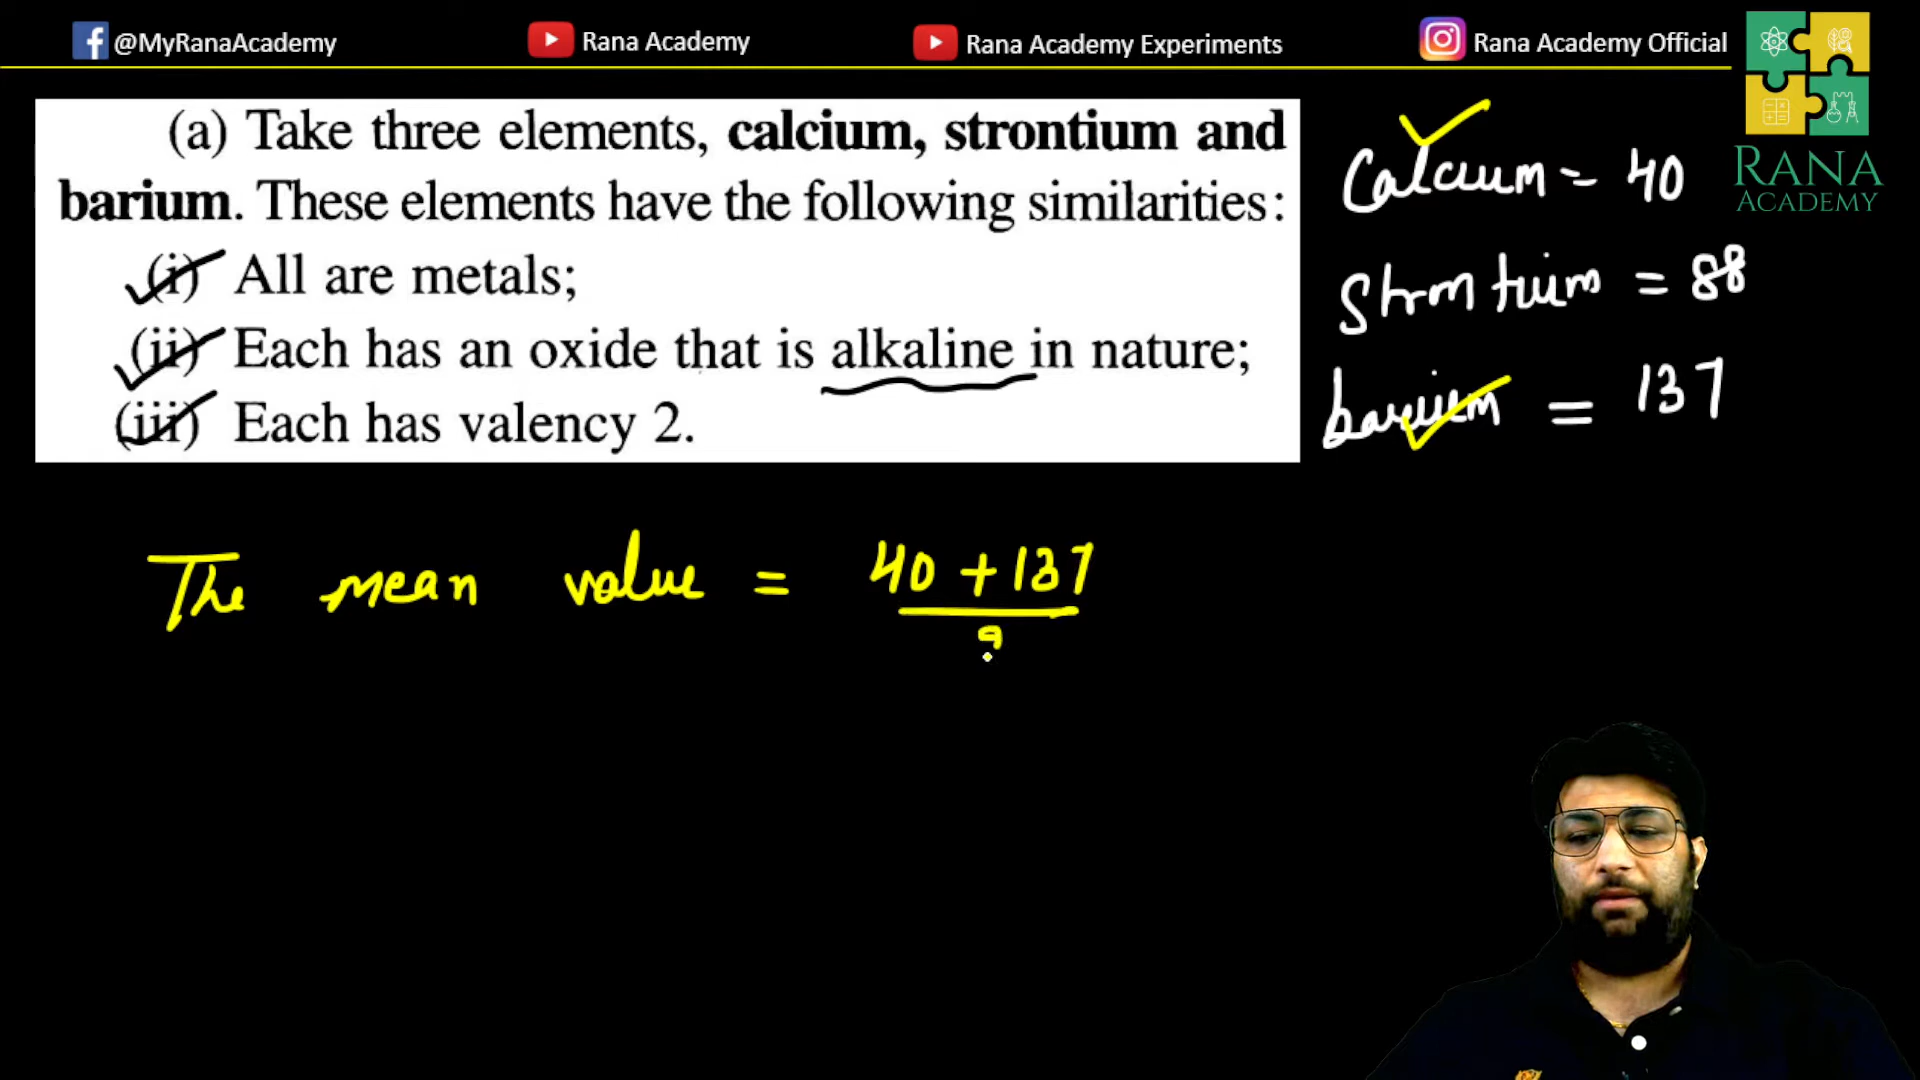 @MyRanaAcademy
Rana Academy
Rana Academy Experiments
Rana Academy Official
RANA
ACADEMY
(a) Take three elements, calcium, strontium and
barium. These elements have the following similarities:
(i) All are metals;
(ii) Each has an oxide that is alkaline in nature;
(iii) Each has valency 2.
Calcium = 40
Strontium = 88
barium = 137
The mean value = 40 + 137